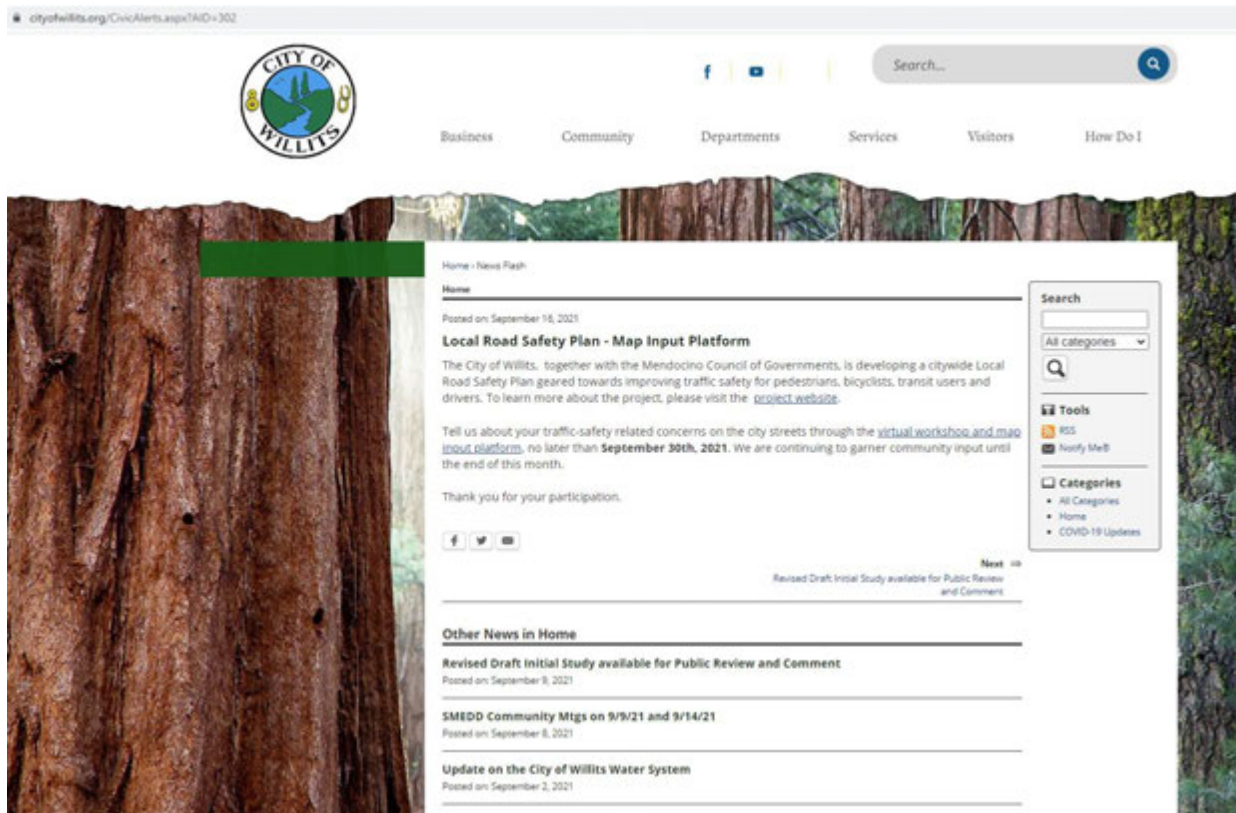 cityofwillits.org/CivicAlerts.aspx?AID=302
CITY OF
WILLITS
Search...
Business Community Departments Services Visitors How Do I
Home › News Flash
Home
Posted on: September 16, 2021
Local Road Safety Plan - Map Input Platform
The City of Willits, together with the Mendocino Council of Governments, is developing a citywide Local
Road Safety Plan geared towards improving traffic safety for pedestrians, bicyclists, transit users and
drivers. To learn more about the project, please visit the project website.
Tell us about your traffic-safety related concerns on the city streets through the virtual workshop and map
input platform, no later than September 30th, 2021. We are continuing to garner community input until
the end of this month.
Thank you for your participation.
Next ⇒
Revised Draft Initial Study available for Public Review
and Comment
Other News in Home
Revised Draft Initial Study available for Public Review and Comment
Posted on: September 9, 2021
SMEDD Community Mtgs on 9/9/21 and 9/14/21
Posted on: September 8, 2021
Update on the City of Willits Water System
Posted on: September 2, 2021
Search
All categories
Tools
RSS
Notify Me®
Categories
All Categories
Home
COVID-19 Updates